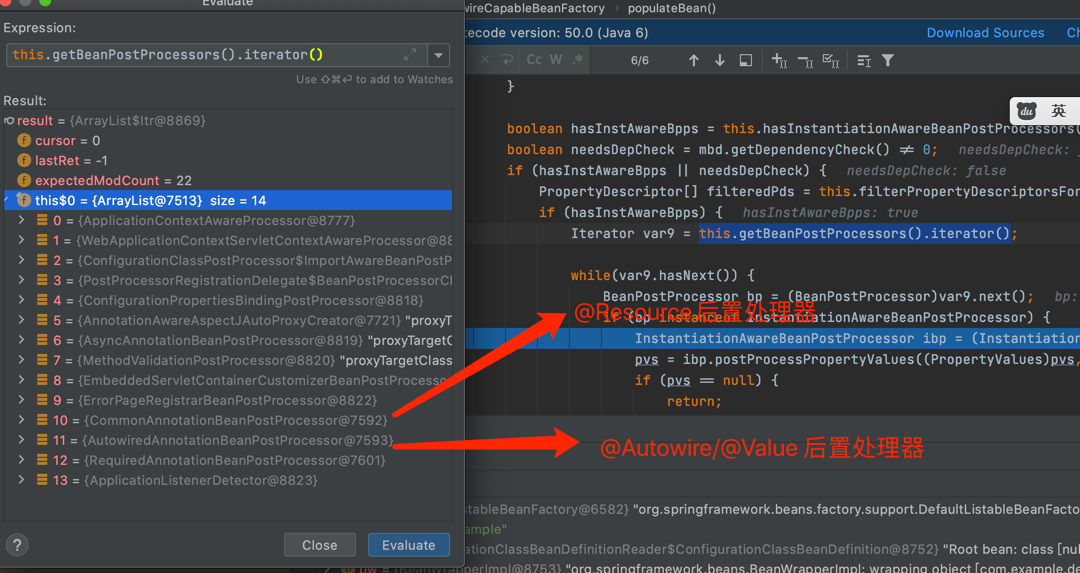 Evaluate
Expression:
this.getBeanPostProcessors().iterator()
Use ⇧⌘⏎ to add to Watches
Result:
result = {ArrayList$Itr@8869}
cursor = 0
lastRet = -1
expectedModCount = 22
this$0 = {ArrayList@7513} size = 14
0 = {ApplicationContextAwareProcessor@8777}
1 = {WebApplicationContextServletContextAwareProcessor@88
2 = {ConfigurationClassPostProcessor$ImportAwareBeanPostP
3 = {PostProcessorRegistrationDelegate$BeanPostProcessorCl
4 = {ConfigurationPropertiesBindingPostProcessor@8818}
5 = {AnnotationAwareAspectJAutoProxyCreator@7721} "proxyT
6 = {AsyncAnnotationBeanPostProcessor@8819} "proxyTargetC
7 = {MethodValidationPostProcessor@8820} "proxyTargetClass
8 = {EmbeddedServletContainerCustomizerBeanPostProcesso
9 = {ErrorPageRegistrarBeanPostProcessor@8822}
10 = {CommonAnnotationBeanPostProcessor@7592}
11 = {AutowiredAnnotationBeanPostProcessor@7593}
12 = {RequiredAnnotationBeanPostProcessor@7601}
13 = {ApplicationListenerDetector@8823}
?
Close
Evaluate
wireCapableBeanFactory › populateBean()
tecode version: 50.0 (Java 6)
Download Sources
Ch
Cc W .*
6/6
}
du 英
boolean hasInstAwareBpps = this.hasInstantiationAwareBeanPostProcessors(
boolean needsDepCheck = mbd.getDependencyCheck() != 0; needsDepCheck:
if (hasInstAwareBpps || needsDepCheck) { needsDepCheck: false
PropertyDescriptor[] filteredPds = this.filterPropertyDescriptorsFor
if (hasInstAwareBpps) { hasInstAwareBpps: true
Iterator var9 = this.getBeanPostProcessors().iterator();
while(var9.hasNext()) {
BeanPostProcessor bp = (BeanPostProcessor)var9.next(); bp:
@Resource 后置处理器
if (bp instanceof InstantiationAwareBeanPostProcessor) {
InstantiationAwareBeanPostProcessor ibp = (Instantiation
pvs = ibp.postProcessPropertyValues((PropertyValues)pvs,
if (pvs == null) {
return;
@Autowire/@Value 后置处理器
stableBeanFactory@6582} "org.springframework.beans.factory.support.DefaultListableBeanFacto
ample"
ationClassBeanDefinitionReader$ConfigurationClassBeanDefinition@8752} "Root bean: class [nul
bw = {BeanWrapperImpl@8753} "org.springframework.beans.BeanWrapperImpl: wrapping object [com.example.de